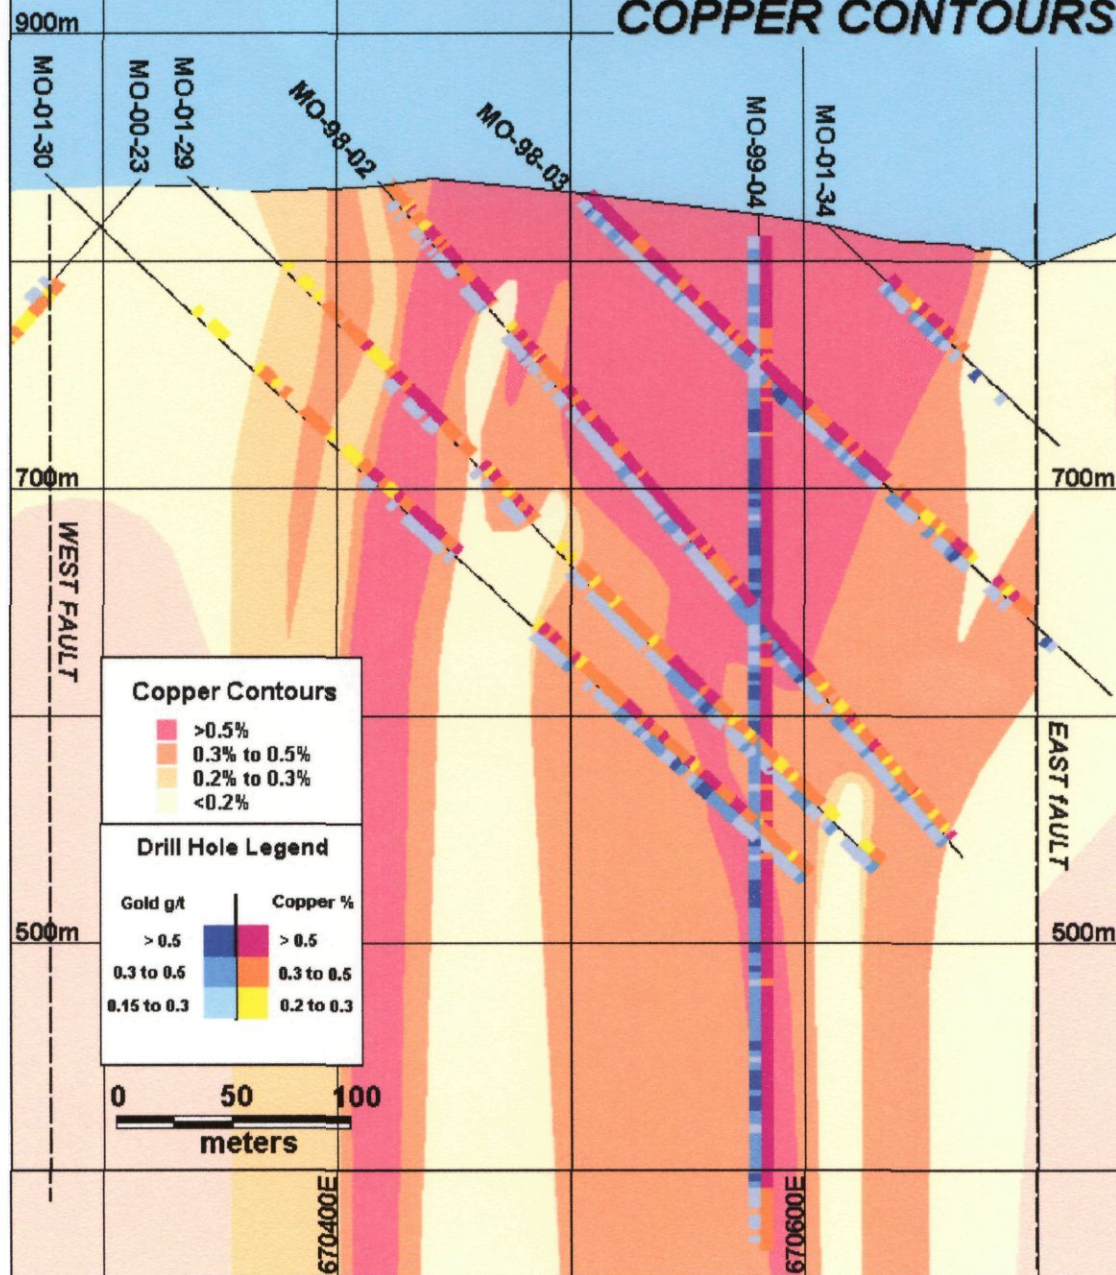 COPPER CONTOURS
900m
MO-01-30
MO-00-23
MO-01-29
MO-98-02
MO-98-03
MO-99-04
MO-01-34
700m
700m
WEST FAULT
EAST fAULT
Copper Contours
>0.5%
0.3% to 0.5%
0.2% to 0.3%
<0.2%
Drill Hole Legend
Gold g/t Copper %
> 0.5 > 0.5
0.3 to 0.5 0.3 to 0.5
0.15 to 0.3 0.2 to 0.3
500m
500m
0 50 100
meters
670400E
670600E